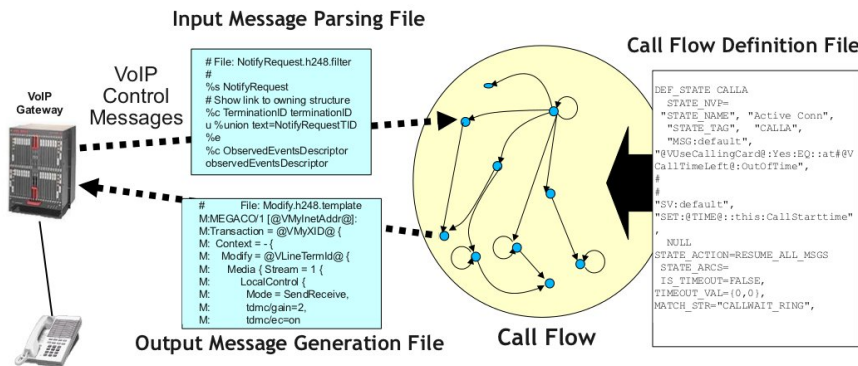 Input Message Parsing File
Call Flow Definition File
VoIP
Gateway
VoIP
Control
Messages
# File: NotifyRequest.h248.filter
#
%s NotifyRequest
# Show link to owning structure
%c TerminationID terminationID
u %union text=NotifyRequestTID
%e
%c ObservedEventsDescriptor
observedEventsDescriptor
# File: Modify.h248.template
M:MEGACO/1 [@VMyInetAddr@]:
M:Transaction = @VMyXID@ {
M: Context = - {
M: Modify = @VLineTermId@ {
M: Media { Stream = 1 {
M: LocalControl {
M: Mode = SendReceive,
M: tdmc/gain=2,
M: tdmc/ec=on
Output Message Generation File
Call Flow
DEF_STATE CALLA
STATE_NVP=
"STATE_NAME", "Active Conn",
"STATE_TAG", "CALLA",
"MSG:default",
"@VUseCallingCard@:Yes:EQ::at#@V
CallTimeLeft@:OutOfTime",
#
#
"SV:default",
"SET:@TIME@::this:CallStarttime"
,
NULL
STATE_ACTION=RESUME_ALL_MSGS
STATE_ARCS=
IS_TIMEOUT=FALSE,
TIMEOUT_VAL={0,0},
MATCH_STR="CALLWAIT_RING",